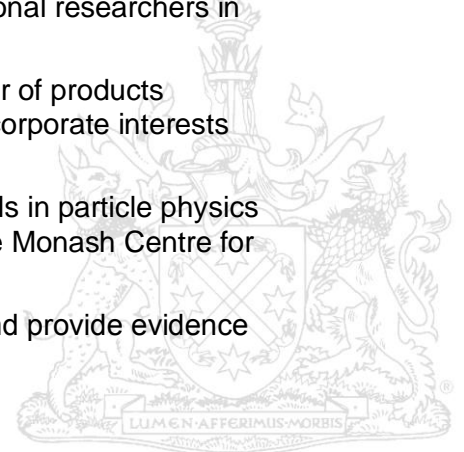 onal researchers in
r of products
corporate interests
ls in particle physics
e Monash Centre for
nd provide evidence
LUMEN·AFFERIMUS·MORBIS
®